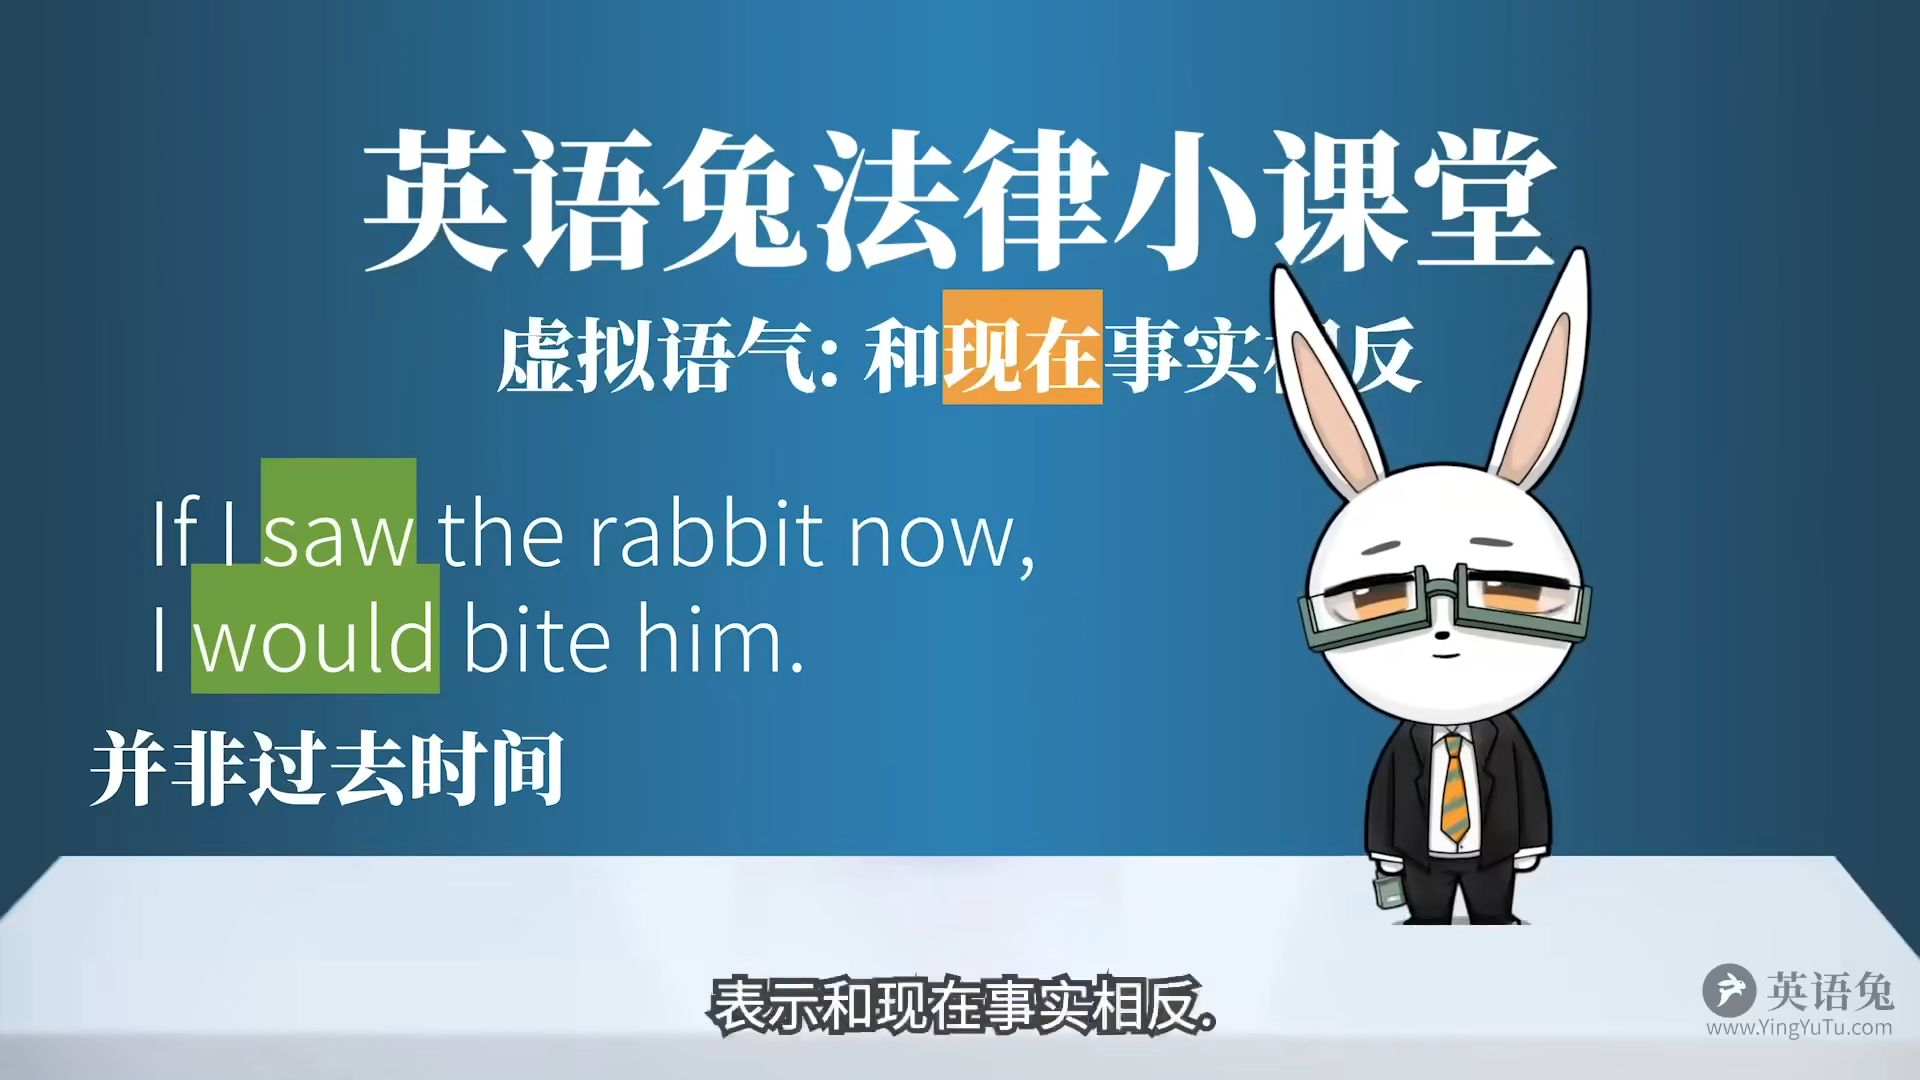 英语兔法律小课堂
虚拟语气: 和现在事实相反
If I saw the rabbit now,
I would bite him.
并非过去时间
表示和现在事实相反.
英语兔
www.YingYuTu.com